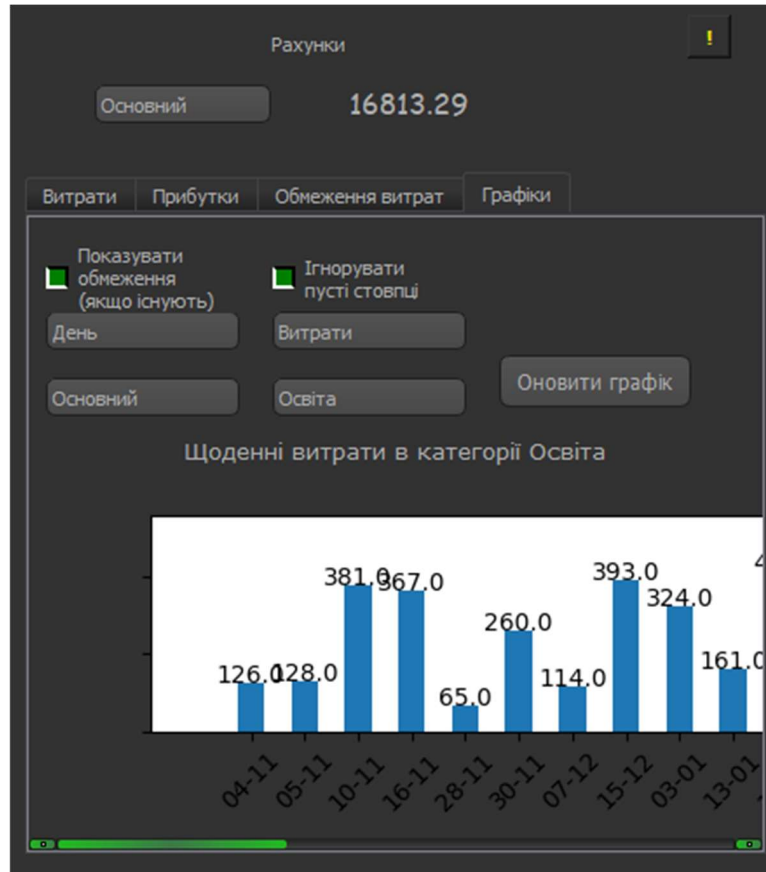 Рахунки
!
Основний
16813.29
Витрати
Прибутки
Обмеження витрат
Графіки
Показувати
обмеження
(якщо існують)
Ігнорувати
пусті стовпці
День
Витрати
Основний
Освіта
Оновити графік
Щоденні витрати в категорії Освіта
126.0
128.0
381.0
367.0
65.0
260.0
114.0
393.0
324.0
161.0
04-11
05-11
10-11
16-11
28-11
30-11
07-12
15-12
03-01
13-01